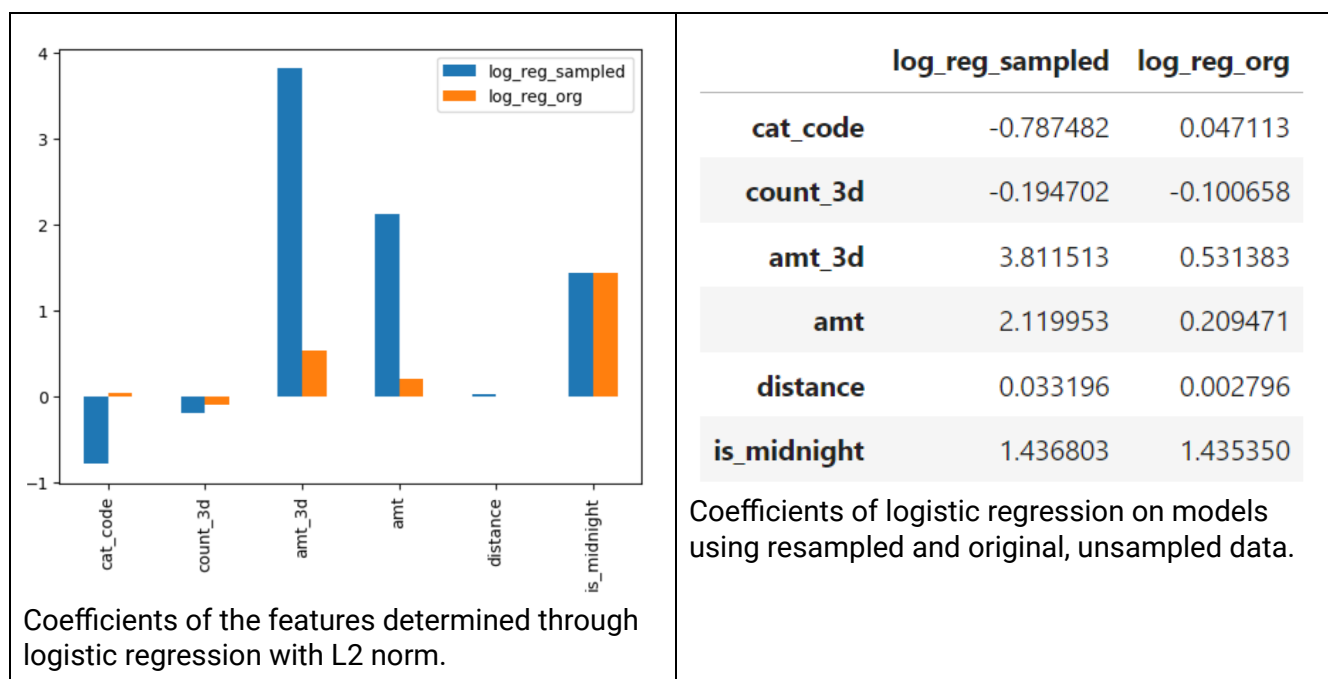 4
3
2
1
0
−1
log_reg_sampled
log_reg_org
cat_code
count_3d
amt_3d
amt
distance
is_midnight
Coefficients of the features determined through
logistic regression with L2 norm.
log_reg_sampled log_reg_org
cat_code -0.787482 0.047113
count_3d -0.194702 -0.100658
amt_3d 3.811513 0.531383
amt 2.119953 0.209471
distance 0.033196 0.002796
is_midnight 1.436803 1.435350
Coefficients of logistic regression on models
using resampled and original, unsampled data.